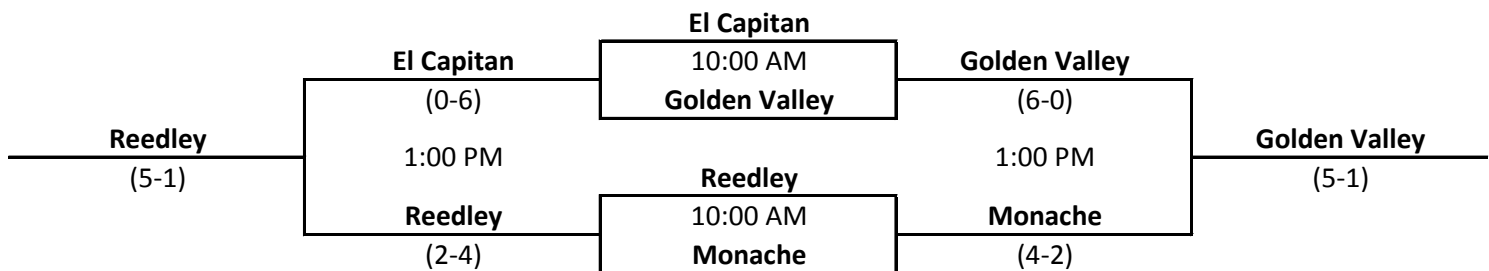 El Capitan
El Capitan 10:00 AM Golden Valley
(0-6) Golden Valley (6-0)
Reedley Golden Valley
1:00 PM 1:00 PM
(5-1) Reedley (5-1)
Reedley 10:00 AM Monache
(2-4) Monache (4-2)